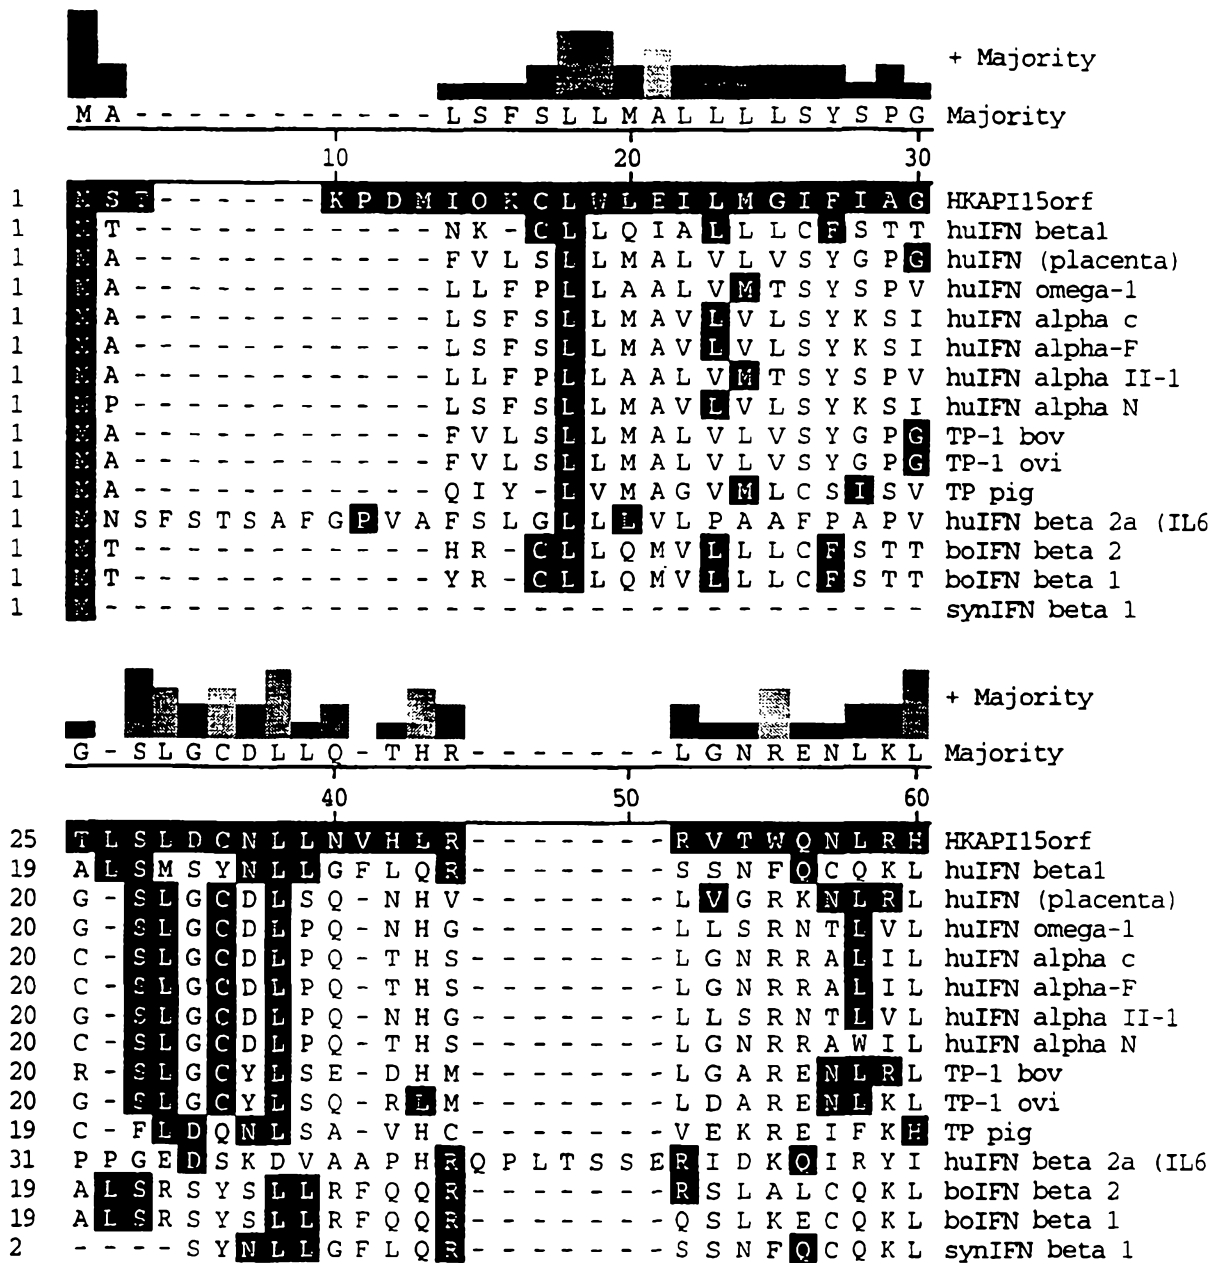 + Majority
M A - - - - - - - - - - - L S F S L L M A L L L L S Y S P G Majority
10 20 30
1 M S T - - - - - - K P D M I Q K C L W L E I L M G I F I A G HKAPI15orf
1 M T - - - - - - - - - - - N K - C L L Q I A L L L C F S T T huIFN beta1
1 M A - - - - - - - - - - - F V L S L L M A L V L V S Y G P G huIFN (placenta)
1 M A - - - - - - - - - - - L L F P L L A A L V M T S Y S P V huIFN omega-1
1 M A - - - - - - - - - - - L S F S L L M A V L V L S Y K S I huIFN alpha c
1 M A - - - - - - - - - - - L S F S L L M A V L V L S Y K S I huIFN alpha-F
1 M A - - - - - - - - - - - L L F P L L A A L V M T S Y S P V huIFN alpha II-1
1 M P - - - - - - - - - - - L S F S L L M A V L V L S Y K S I huIFN alpha N
1 M A - - - - - - - - - - - F V L S L L M A L V L V S Y G P G TP-1 bov
1 M A - - - - - - - - - - - F V L S L L M A L V L V S Y G P G TP-1 ovi
1 M A - - - - - - - - - - - Q I Y - L V M A G V M L C S I S V TP pig
1 M N S F S T S A F G P V A F S L G L L L V L P A A F P A P V huIFN beta 2a (IL6
1 M T - - - - - - - - - - - H R - C L L Q M V L L L C F S T T boIFN beta 2
1 M T - - - - - - - - - - - Y R - C L L Q M V L L L C F S T T boIFN beta 1
1 M - - - - - - - - - - - - - - - - - - - - - - - - - - - - - synIFN beta 1
+ Majority
G - S L G C D L L Q - T H R - - - - - - - L G N R E N L K L Majority
40 50 60
25 T L S L D C N L L N V H L R - - - - - - - R V T W Q N L R H HKAPI15orf
19 A L S M S Y N L L G F L Q R - - - - - - - S S N F Q C Q K L huIFN beta1
20 G - S L G C D L S Q - N H V - - - - - - - L V G R K N L R L huIFN (placenta)
20 G - S L G C D L P Q - N H G - - - - - - - L L S R N T L V L huIFN omega-1
20 C - S L G C D L P Q - T H S - - - - - - - L G N R R A L I L huIFN alpha c
20 C - S L G C D L P Q - T H S - - - - - - - L G N R R A L I L huIFN alpha-F
20 G - S L G C D L P Q - N H G - - - - - - - L L S R N T L V L huIFN alpha II-1
20 C - S L G C D L P Q - T H S - - - - - - - L G N R R A W I L huIFN alpha N
20 R - S L G C Y L S E - D H M - - - - - - - L G A R E N L R L TP-1 bov
20 G - S L G C Y L S Q - R L M - - - - - - - L D A R E N L K L TP-1 ovi
19 C - F L D Q N L S A - V H C - - - - - - - V E K R E I F K H TP pig
31 P P G E D S K D V A A P H R Q P L T S S E R I D K Q I R Y I huIFN beta 2a (IL6
19 A L S R S Y S L L R F Q Q R - - - - - - - R S L A L C Q K L boIFN beta 2
19 A L S R S Y S L L R F Q Q R - - - - - - - Q S L K E C Q K L boIFN beta 1
2 - - - - S Y N L L G F L Q R - - - - - - - S S N F Q C Q K L synIFN beta 1